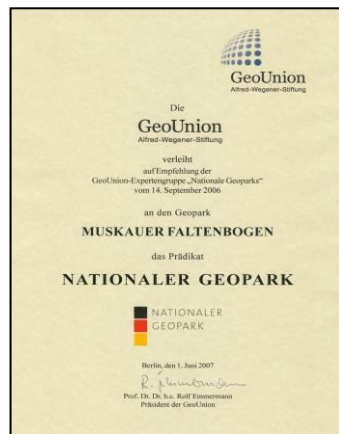 GeoUnion
Alfred-Wegener-Stiftung
Die
GeoUnion
Alfred-Wegener-Stiftung
verleiht
auf Empfehlung der
GeoUnion-Expertengruppe „Nationale Geoparks“
vom 14. September 2006
an den Geopark
MUSKAUER FALTENBOGEN
das Prädikat
NATIONALER GEOPARK
NATIONALER
GEOPARK
Berlin, den 1. Juni 2007
Prof. Dr. Dr. h.c. Rolf Emmermann
Präsident der GeoUnion